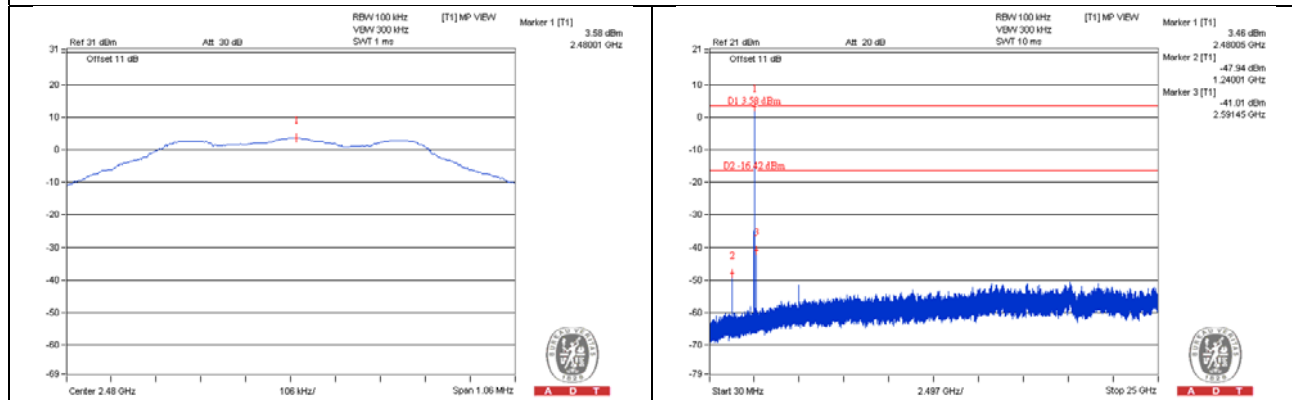 RBW 100 kHz [T1] MP VIEW
VBW 300 kHz
Ref 31 dBm Att 30 dB SWT 1 ms
Marker 1 [T1]
3.58 dBm
2.48001 GHz
31
Offset 11 dB
20
10
1
0
-10
-20
-30
-40
-50
-60
-69
Center 2.48 GHz 106 kHz/ Span 1.06 MHz
BUREAU VERITAS
1828
A D T
RBW 100 kHz [T1] MP VIEW
VBW 300 kHz
Ref 21 dBm Att 20 dB SWT 10 ms
Marker 1 [T1]
3.46 dBm
2.48005 GHz
Marker 2 [T1]
-47.94 dBm
1.24001 GHz
Marker 3 [T1]
-41.01 dBm
2.59145 GHz
21
Offset 11 dB
10
1
D1 3.58 dBm
0
-10
D2 -16.42 dBm
-20
-30
3
-40
2
-50
-60
-70
-79
Start 30 MHz 2.497 GHz/ Stop 25 GHz
BUREAU VERITAS
1828
A D T